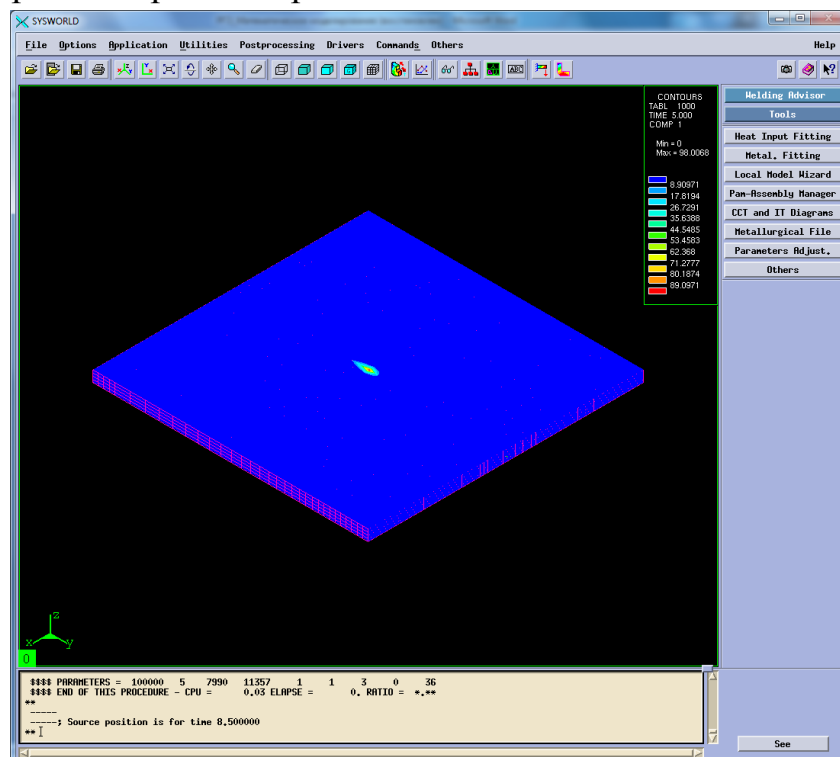 SYSWORLD
File Options Application Utilities Postprocessing Drivers Commands Others Help
ABC
Welding Advisor
Tools
Heat Input Fitting
Metal. Fitting
Local Model Wizard
Pam-Assembly Manager
CCT and IT Diagrams
Metallurgical File
Parameters Adjust.
Others
CONTOURS
TABL 1000
TIME 5.000
COMP 1
Min = 0
Max = 98.0068
8.90971
17.8194
26.7291
35.6388
44.5485
53.4583
62.368
71.2777
80.1874
89.0971
z
x y
0
$$$$ PARAMETERS = 100000 5 7990 11357 1 1 3 0 36
$$$$ END OF THIS PROCEDURE - CPU = 0.03 ELAPSE = 0. RATIO = *.**
**
-----
-----; Source position is for time 8.500000
**
See